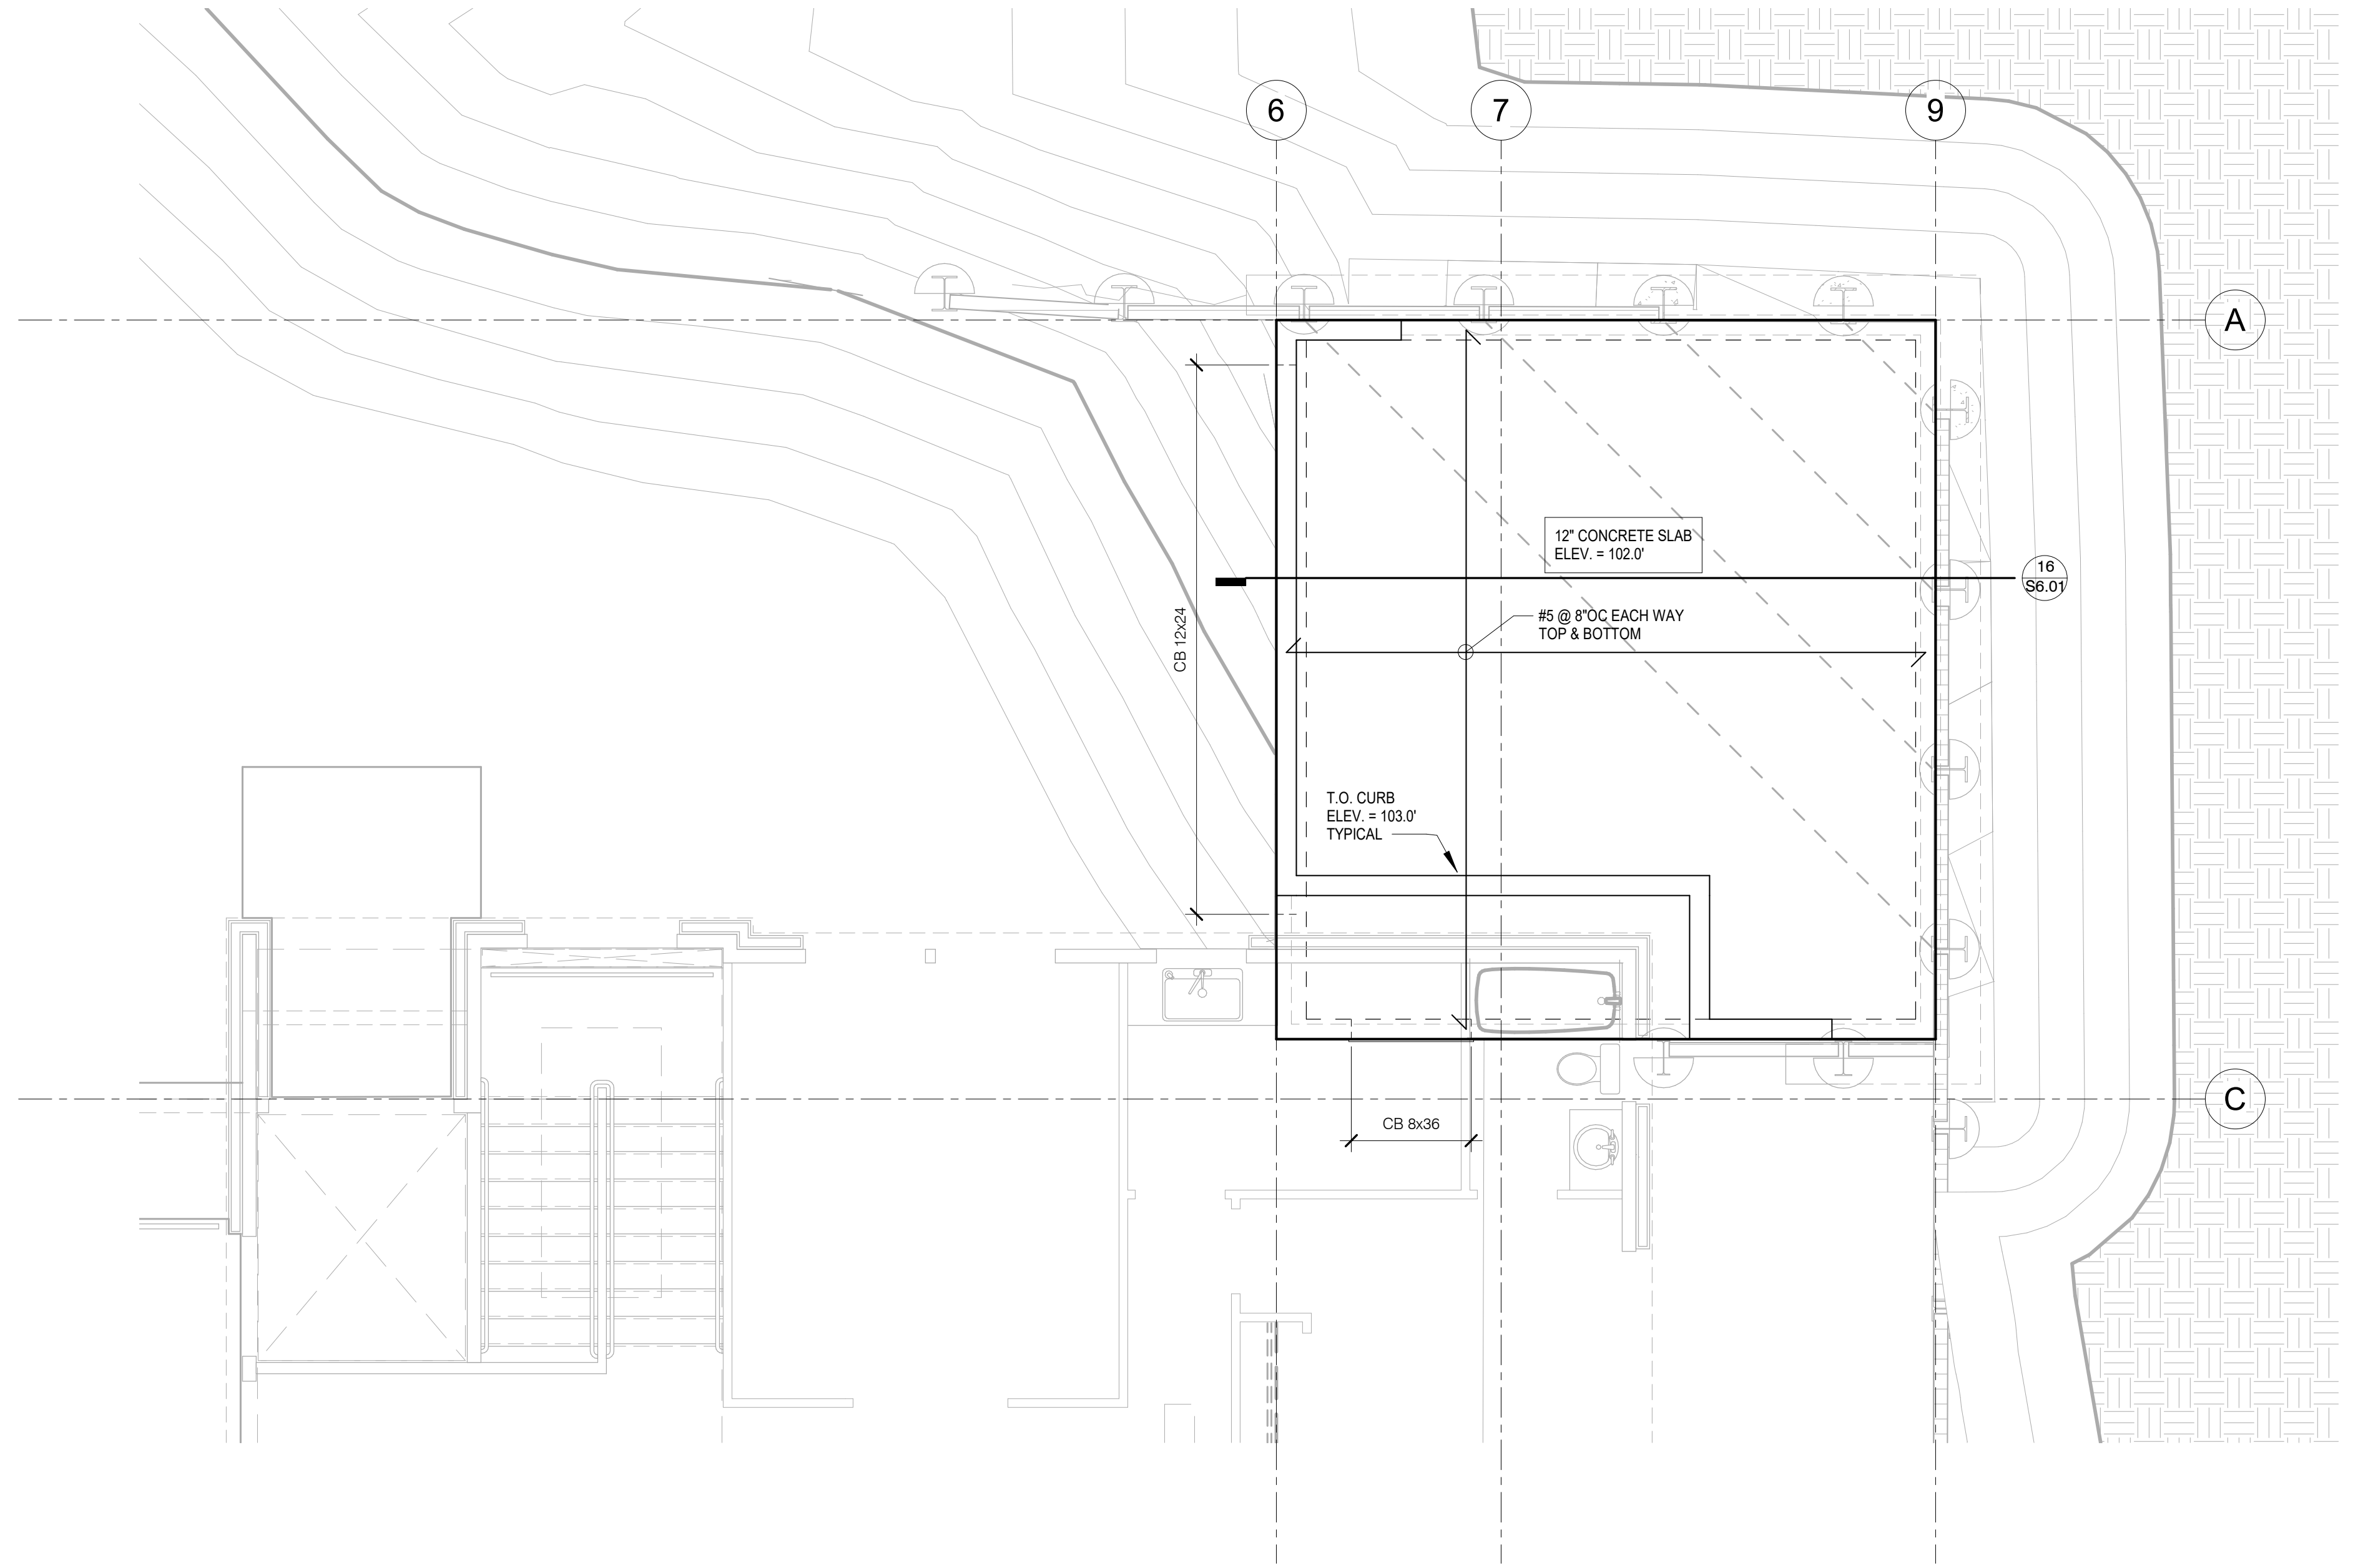 6
7
9
A
12" CONCRETE SLAB
ELEV. = 102.0'
16
S6.01
#5 @ 8"OC EACH WAY
TOP & BOTTOM
CB 12x24
T.O. CURB
ELEV. = 103.0'
TYPICAL
C
CB 8x36